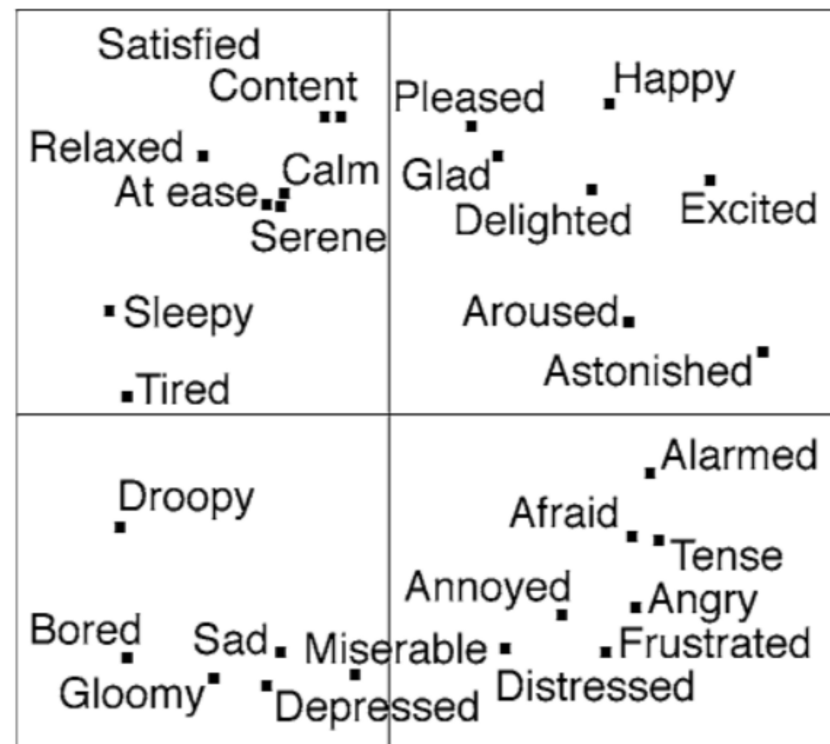 Satisfied
Content
Pleased
Happy
Relaxed
Calm
Glad
At ease
Delighted
Excited
Serene
Sleepy
Aroused
Astonished
Tired
Alarmed
Droopy
Afraid
Tense
Annoyed
Angry
Bored
Sad
Miserable
Frustrated
Gloomy
Depressed
Distressed